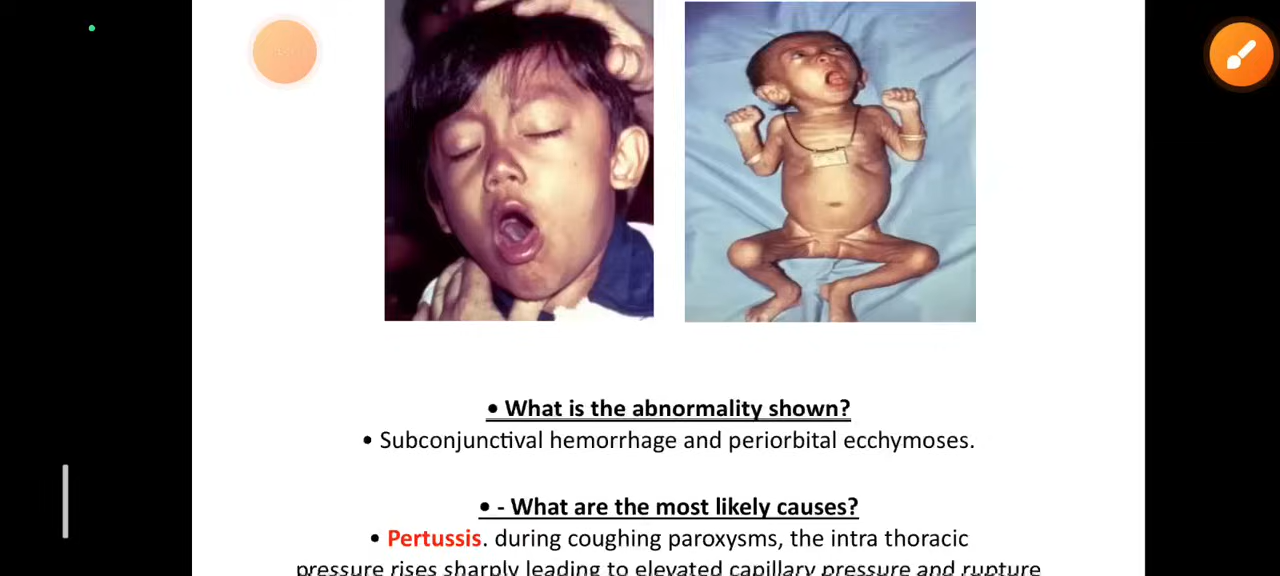 • What is the abnormality shown?
• Subconjunctival hemorrhage and periorbital ecchymoses.
• - What are the most likely causes?
• Pertussis. during coughing paroxysms, the intra thoracic
pressure rises sharply leading to elevated capillary pressure and rupture